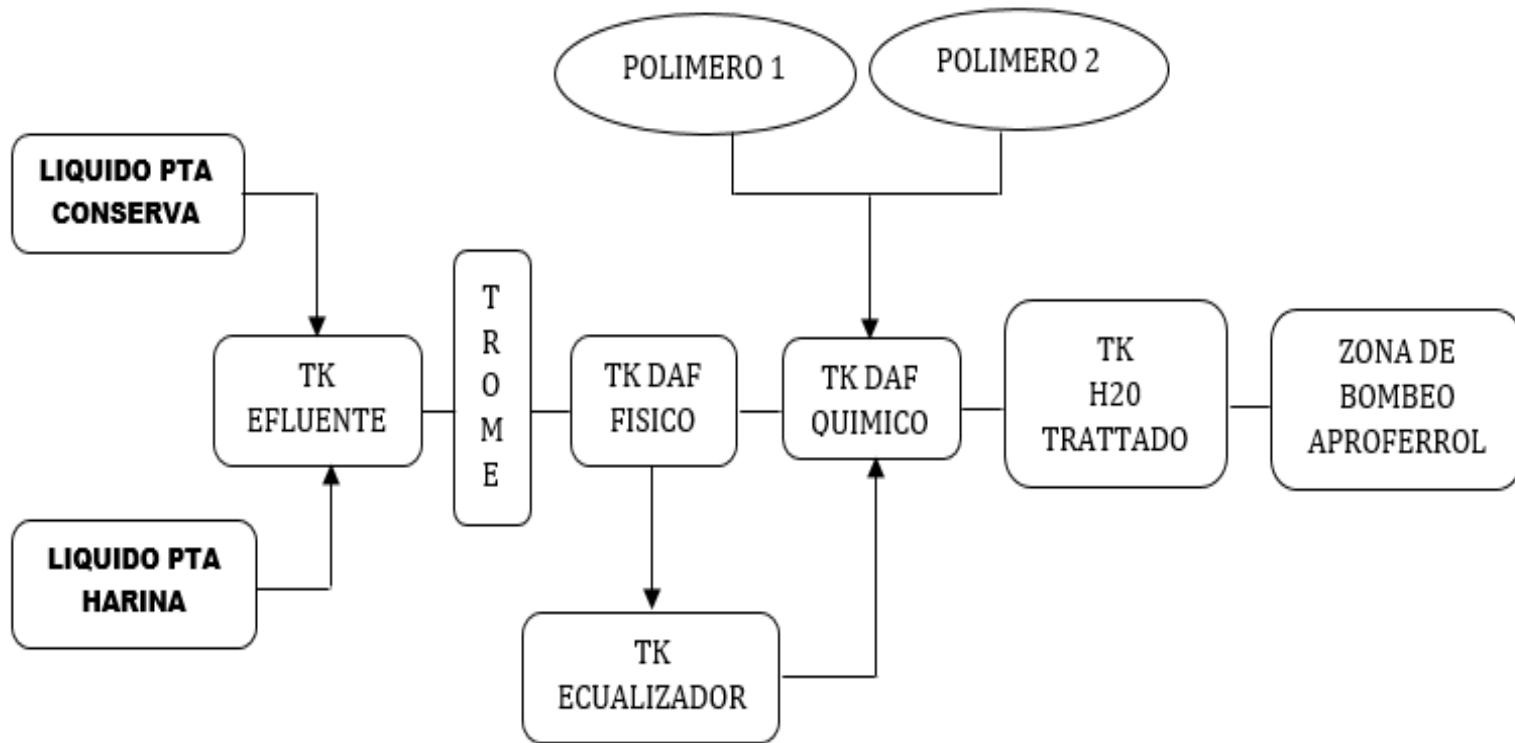 POLIMERO 1
POLIMERO 2
LIQUIDO PTA
CONSERVA
T
R
O
M
E
TK
EFLUENTE
TK DAF
FISICO
TK DAF
QUIMICO
TK
H20
TRATTADO
ZONA DE
BOMBEO
APROFERROL
LIQUIDO PTA
HARINA
TK
ECUALIZADOR